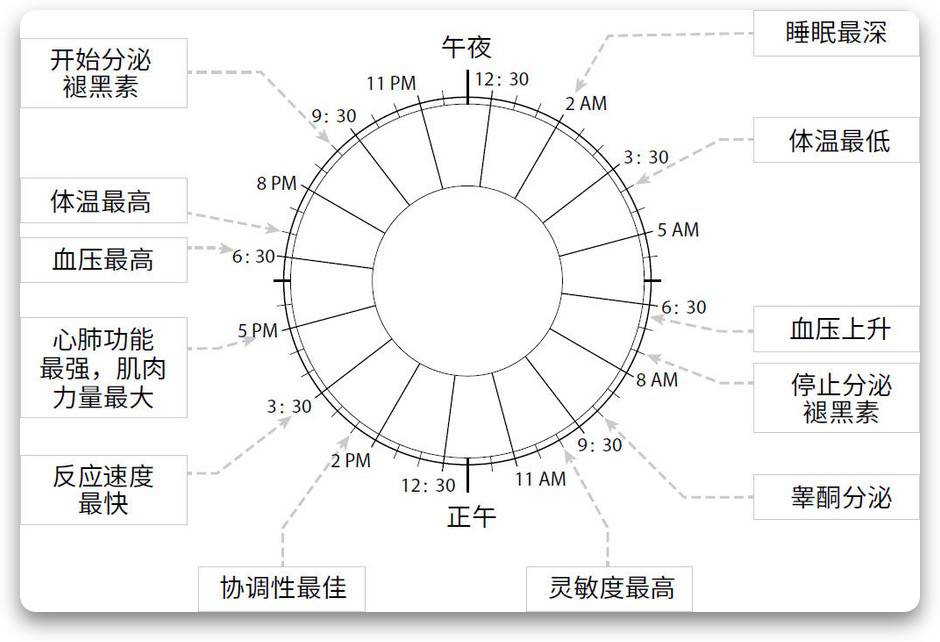 午夜
睡眠最深
开始分泌
褪黑素
11 PM
12: 30
2 AM
9: 30
体温最低
3: 30
8 PM
体温最高
5 AM
血压最高
6: 30
6: 30
血压上升
5 PM
心肺功能
最强，肌肉
力量最大
8 AM
停止分泌
褪黑素
3: 30
9: 30
反应速度
最快
2 PM
12: 30
11 AM
睾酮分泌
正午
协调性最佳
灵敏度最高